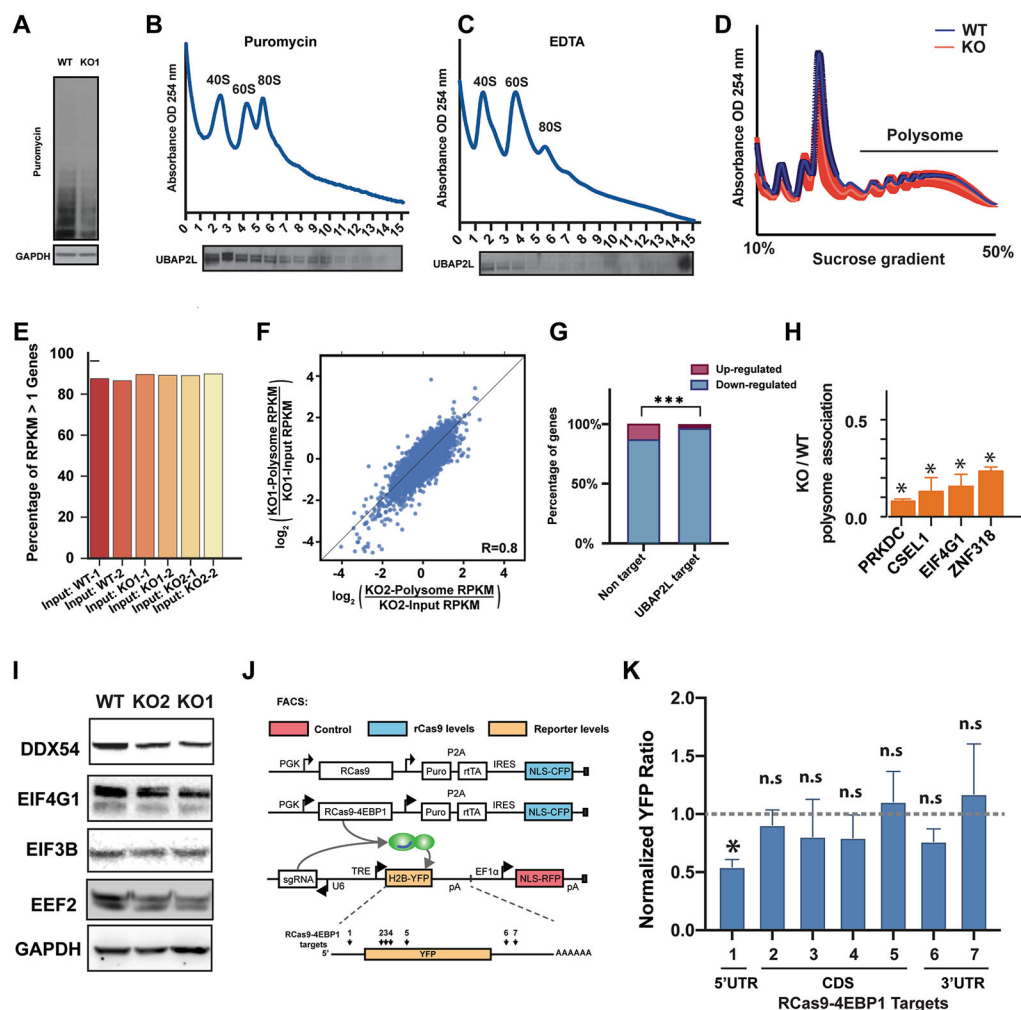 A
WT KO1
Puromycin
GAPDH
B
Puromycin
Absorbance OD 254 nm
40S
60S
80S
0 1 2 3 4 5 6 7 8 9 10 11 12 13 14 15
UBAP2L
C
EDTA
Absorbance OD 254 nm
40S
60S
80S
0 1 2 3 4 5 6 7 8 9 10 11 12 13 14 15
UBAP2L
D
WT
KO
Absorbance OD 254 nm
Polysome
10%
50%
Sucrose gradient
E
Percentage of RPKM > 1 Genes
100
80
60
40
20
0
Input: WT-1
Input: WT-2
Input: KO1-1
Input: KO1-2
Input: KO2-1
Input: KO2-2
F
log2 (KO1-Polysome RPKM / KO1-Input RPKM)
4
2
0
−2
−4
R=0.8
−4 −2 0 2 4
log2 (KO2-Polysome RPKM / KO2-Input RPKM)
G
Up-regulated
Down-regulated
***
Percentage of genes
100%
50%
0%
Non target
UBAP2L target
H
KO / WT
polysome association
0.5
0.0
* * * *
PRKDC
CSEL1
EIF4G1
ZNF318
I
WT KO2 KO1
DDX54
EIF4G1
EIF3B
EEF2
GAPDH
J
FACS:
Control
rCas9 levels
Reporter levels
P2A
PGK
RCas9
Puro
rtTA
IRES
NLS-CFP
P2A
PGK
RCas9-4EBP1
Puro
rtTA
IRES
NLS-CFP
sgRNA
U6
TRE
H2B-YFP
pA
EF1α
NLS-RFP
pA
RCas9-4EBP1
targets
1 234 5 6 7
5'
YFP
AAAAAA
K
Normalized YFP Ratio
2.0
1.5
1.0
0.5
0.0
* n.s n.s n.s n.s n.s n.s
1 2 3 4 5 6 7
5'UTR CDS 3'UTR
RCas9-4EBP1 Targets